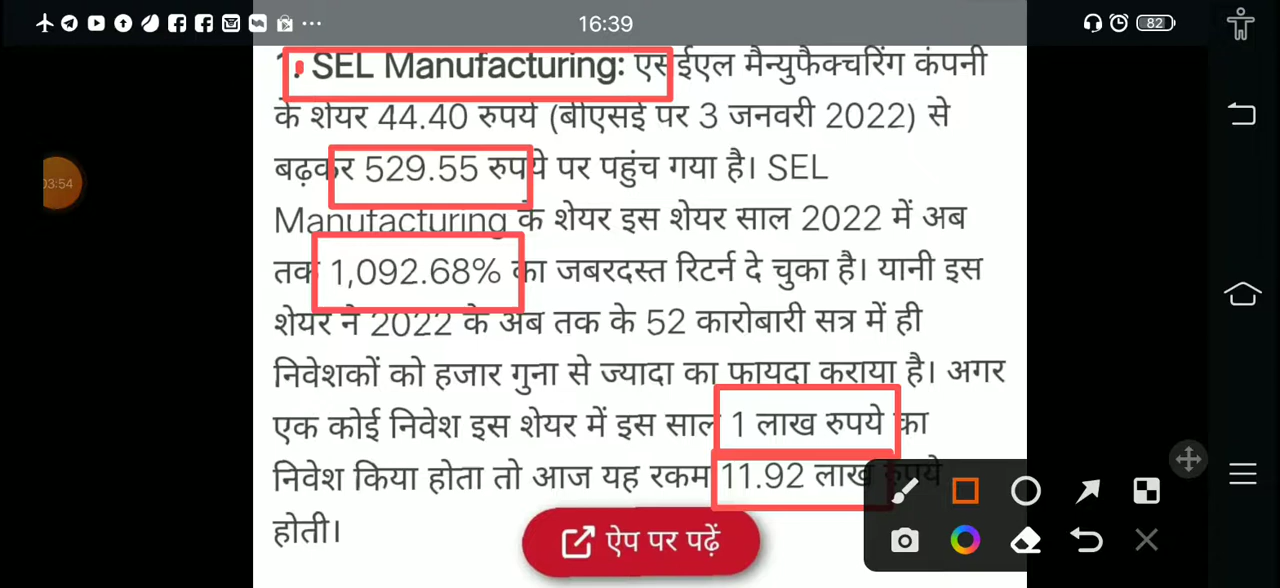 16:39
82
03:54
SEL Manufacturing: एसईएल मैन्युफैक्चरिंग कंपनी
के शेयर 44.40 रुपये (बीएसई पर 3 जनवरी 2022) से
बढ़कर 529.55 रुपये पर पहुंच गया है। SEL
Manufacturing के शेयर इस शेयर साल 2022 में अब
तक 1,092.68% का जबरदस्त रिटर्न दे चुका है। यानी इस
शेयर ने 2022 के अब तक के 52 कारोबारी सत्र में ही
निवेशकों को हजार गुना से ज्यादा का फायदा कराया है। अगर
एक कोई निवेश इस शेयर में इस साल 1 लाख रुपये का
निवेश किया होता तो आज यह रकम 11.92 लाख रुपये
होती।
ऐप पर पढ़ें